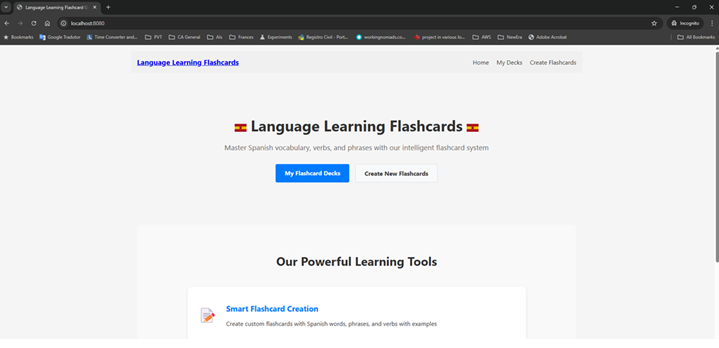 Language Learning Flashcard S
localhost:8080
Incognito
Bookmarks Google Tradutor Time Converter and... PVT CA General AIs Frances Experiments Registro Civil - Port... workingnomads.co... project in various lo... AWS NewEra Adobe Acrobat All Bookmarks
Language Learning Flashcards Home My Decks Create Flashcards
Language Learning Flashcards
Master Spanish vocabulary, verbs, and phrases with our intelligent flashcard system
My Flashcard Decks Create New Flashcards
Our Powerful Learning Tools
Smart Flashcard Creation
Create custom flashcards with Spanish words, phrases, and verbs with examples